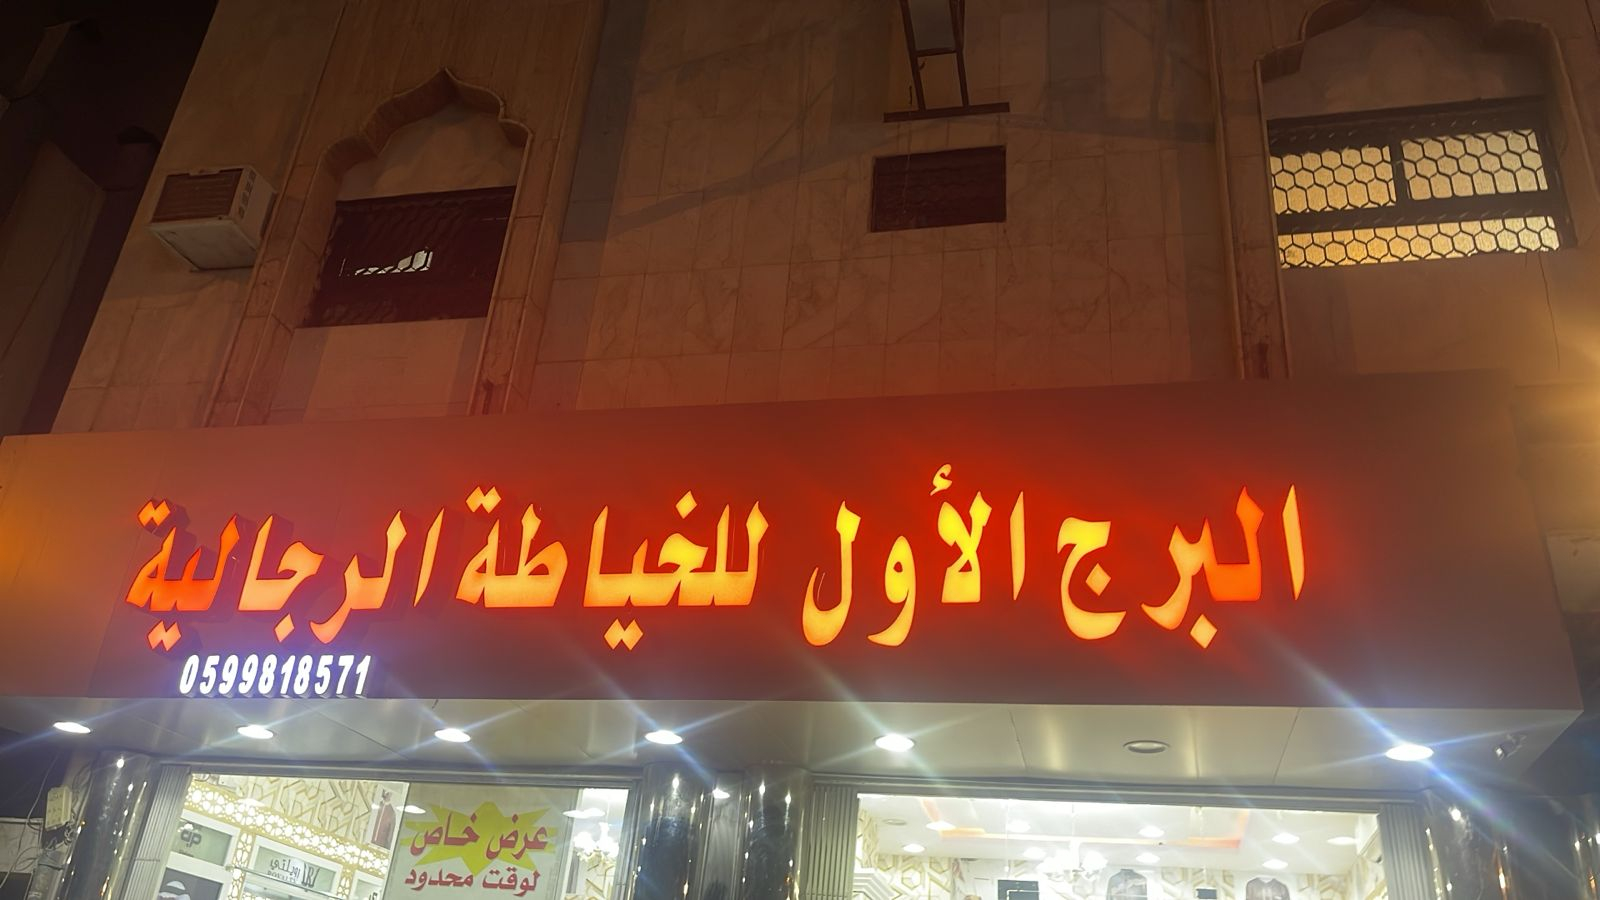 البرج الأول للخياطة الرجالية
0599818571
عرض خاص
لوقت محدود